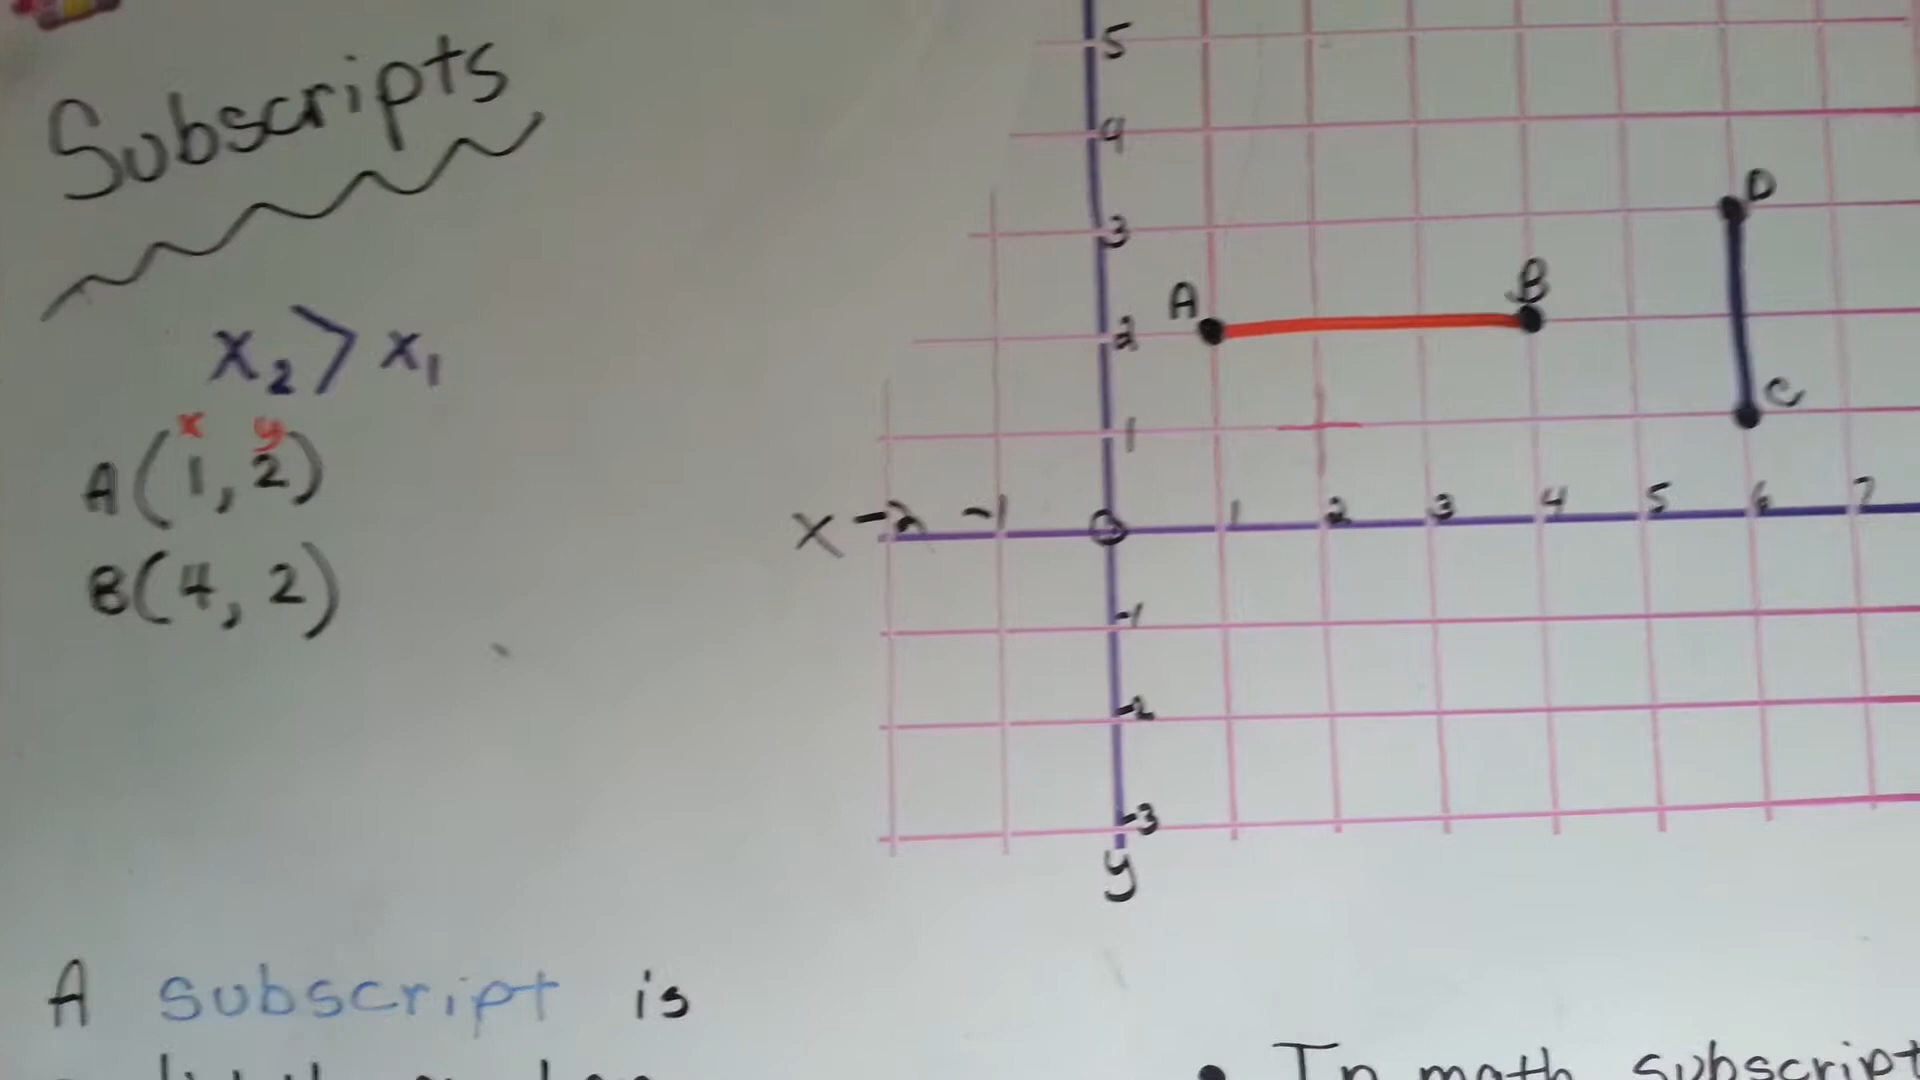 Subscripts
x₂ > x₁
x y
A(1, 2)
B(4, 2)
5
4
3
2
1
A
B
D
C
x -2 -1 0 1 2 3 4 5 6 7
-1
-2
-3
y
A subscript is
• In math subscript